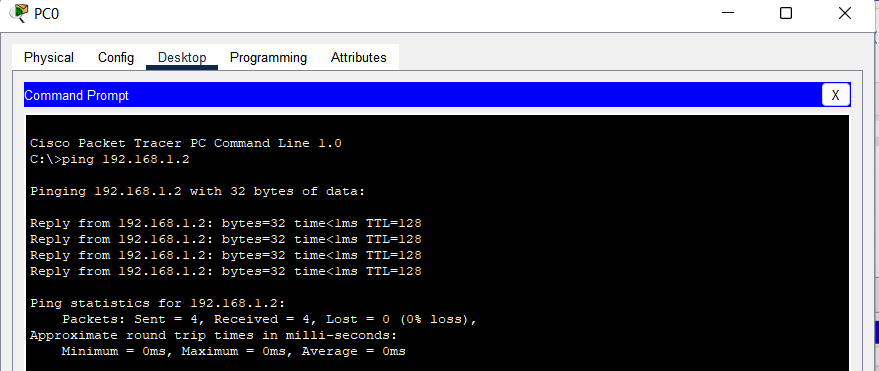 PC0
Physical Config Desktop Programming Attributes
Command Prompt
X
Cisco Packet Tracer PC Command Line 1.0
C:\>ping 192.168.1.2
Pinging 192.168.1.2 with 32 bytes of data:
Reply from 192.168.1.2: bytes=32 time<1ms TTL=128
Reply from 192.168.1.2: bytes=32 time<1ms TTL=128
Reply from 192.168.1.2: bytes=32 time<1ms TTL=128
Reply from 192.168.1.2: bytes=32 time<1ms TTL=128
Ping statistics for 192.168.1.2:
    Packets: Sent = 4, Received = 4, Lost = 0 (0% loss),
Approximate round trip times in milli-seconds:
    Minimum = 0ms, Maximum = 0ms, Average = 0ms